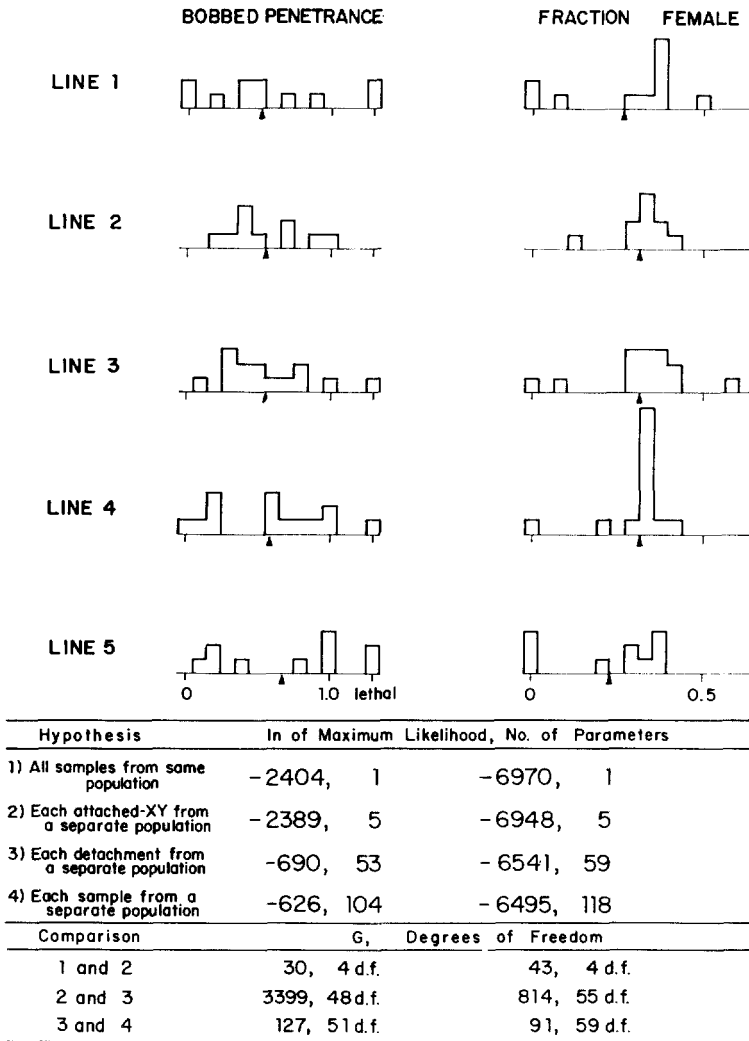 BOBBED PENETRANCE FRACTION FEMALE
LINE 1
LINE 2
LINE 3
LINE 4
LINE 5
0 1.0 lethal 0 0.5
Hypothesis ln of Maximum Likelihood, No. of Parameters
1) All samples from same
population -2404, 1 -6970, 1
2) Each attached-XY from
a separate population -2389, 5 -6948, 5
3) Each detachment from
a separate population -690, 53 -6541, 59
4) Each sample from a
separate population -626, 104 -6495, 118
Comparison G, Degrees of Freedom
1 and 2 30, 4 d.f. 43, 4 d.f.
2 and 3 3399, 48 d.f. 814, 55 d.f.
3 and 4 127, 51 d.f. 91, 59 d.f.